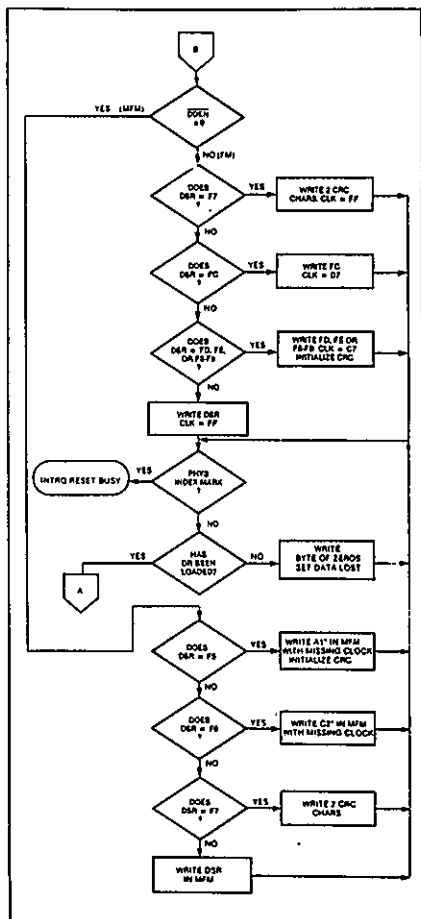 B
DDEN
= 0
YES (MFM)
NO (FM)
DOES
DSR = F7
?
YES
WRITE 2 CRC
CHARS. CLK = FF
NO
DOES
DSR = FC
?
YES
WRITE FC
CLK = D7
NO
DOES
DSR = FD, FE,
OR F8-FB
?
YES
WRITE FD, FE OR
F8-FB CLK = C7
INITIALIZE CRC
NO
WRITE DSR
CLK = FF
PHYS
INDEX MARK
?
YES
INTRQ RESET BUSY
NO
HAS
DR BEEN
LOADED?
YES
A
NO
WRITE
BYTE OF ZEROS
SET DATA LOST
DOES
DSR = F5
YES
WRITE A1* IN MFM
WITH MISSING CLOCK
INITIALIZE CRC
NO
DOES
DSR = F6
?
YES
WRITE C2* IN MFM
WITH MISSING CLOCK
NO
DOES
DSR = F7
?
YES
WRITE 2 CRC
CHARS
NO
WRITE DSR
IN MFM